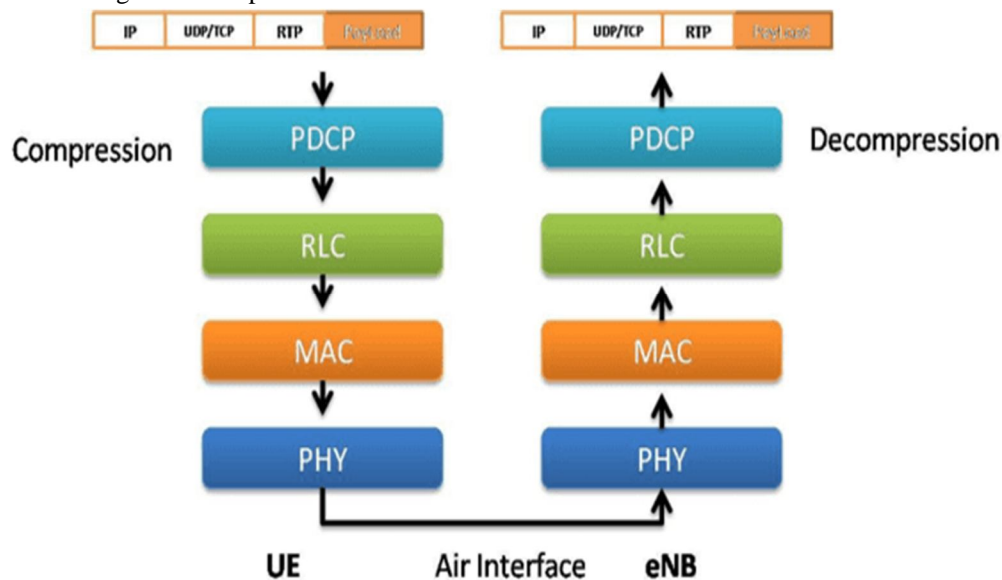 IP UDP/TCP RTP PayLoad IP UDP/TCP RTP PayLoad
Compression PDCP PDCP Decompression
RLC RLC
MAC MAC
PHY PHY
UE Air Interface eNB